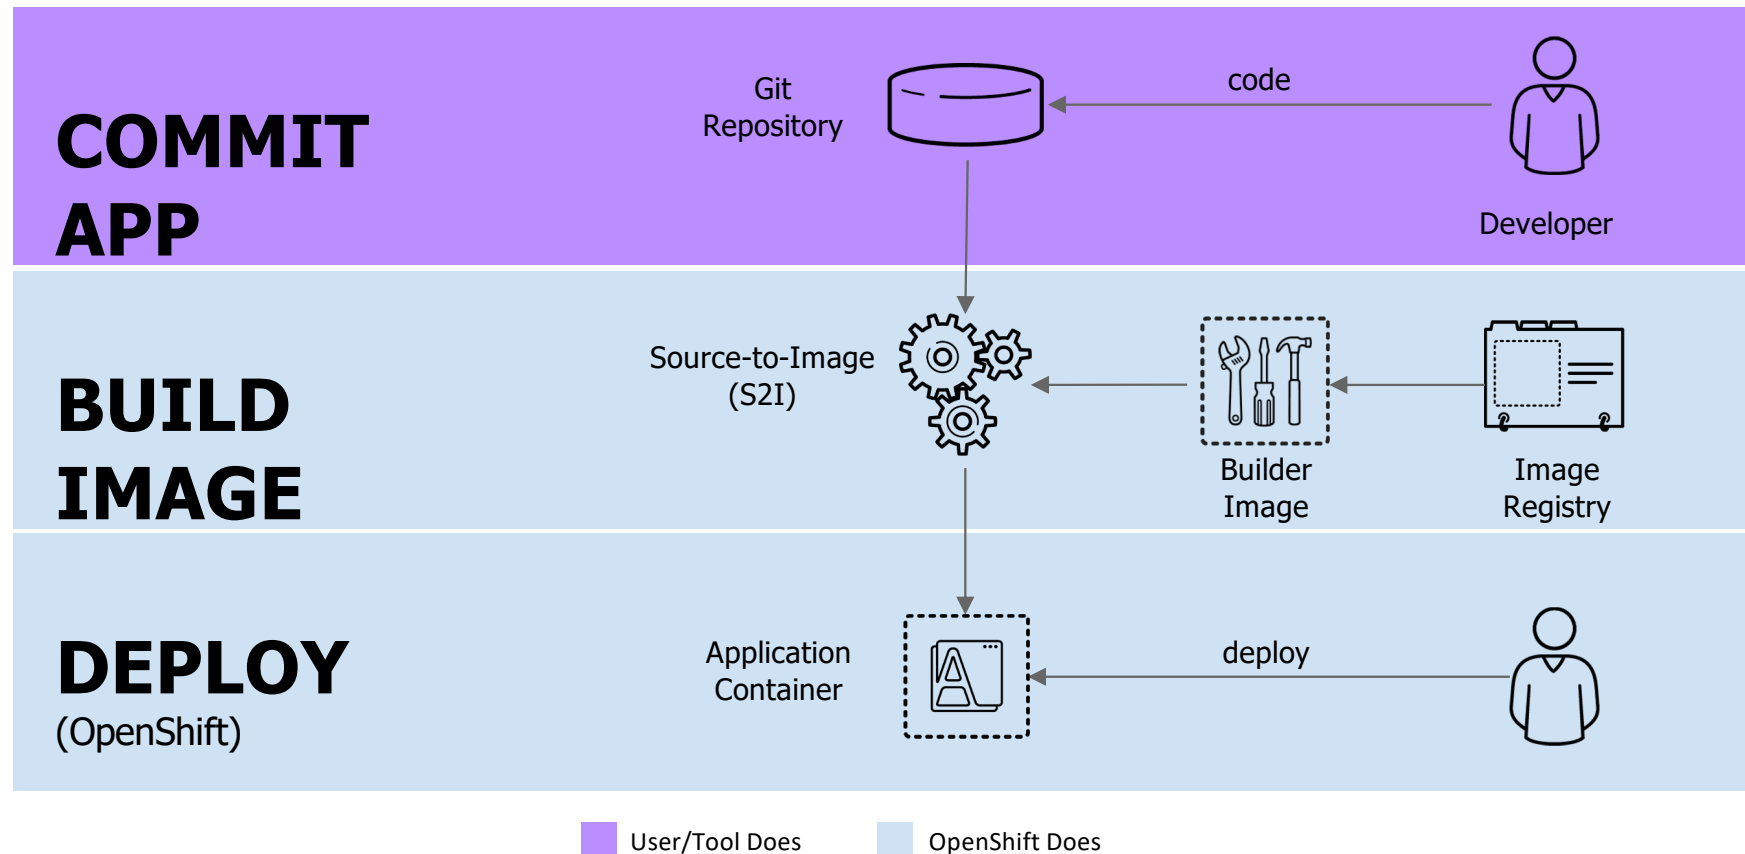 COMMIT
APP
Git
Repository
code
Developer
BUILD
IMAGE
Source-to-Image
(S2I)
Builder
Image
Image
Registry
DEPLOY
(OpenShift)
Application
Container
A
deploy
User/Tool Does
OpenShift Does